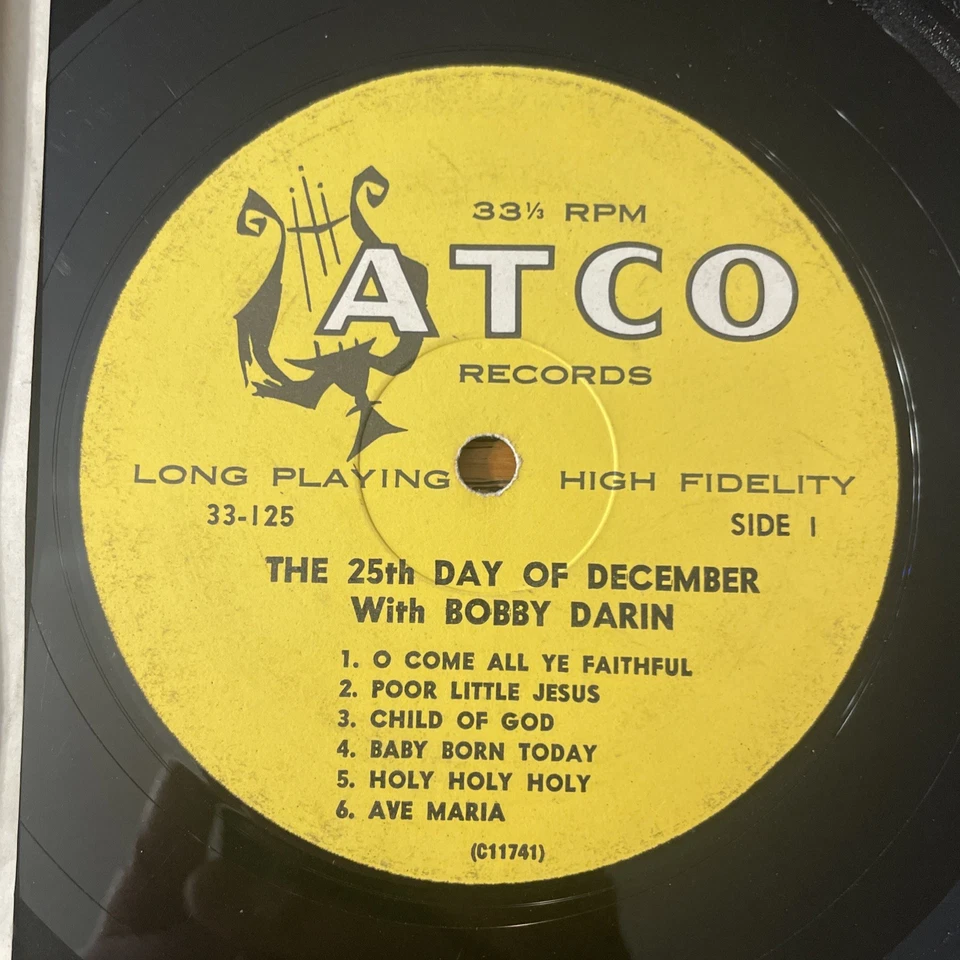 33⅓ RPM
ATCO
RECORDS
LONG PLAYING HIGH FIDELITY
33-125 SIDE 1
THE 25th DAY OF DECEMBER
With BOBBY DARIN
1. O COME ALL YE FAITHFUL
2. POOR LITTLE JESUS
3. CHILD OF GOD
4. BABY BORN TODAY
5. HOLY HOLY HOLY
6. AVE MARIA
(C11741)